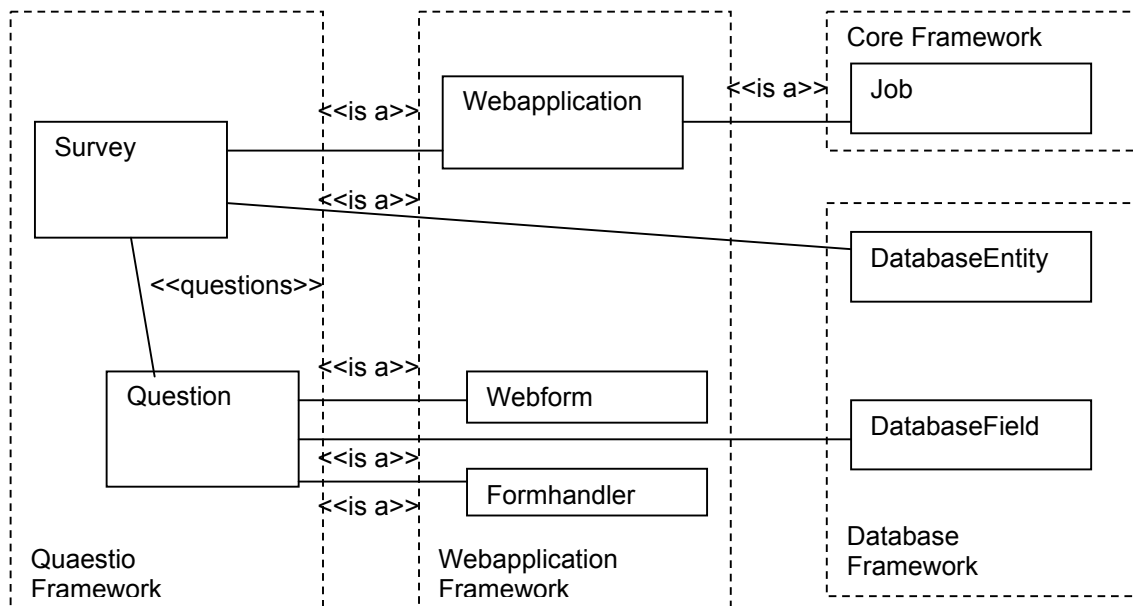 Core Framework
Job
<<is a>>
Webapplication
<<is a>>
Survey
<<is a>>
DatabaseEntity
<<questions>>
<<is a>>
Question
Webform
DatabaseField
<<is a>>
Formhandler
<<is a>>
Quaestio
Framework
Webapplication
Framework
Database
Framework